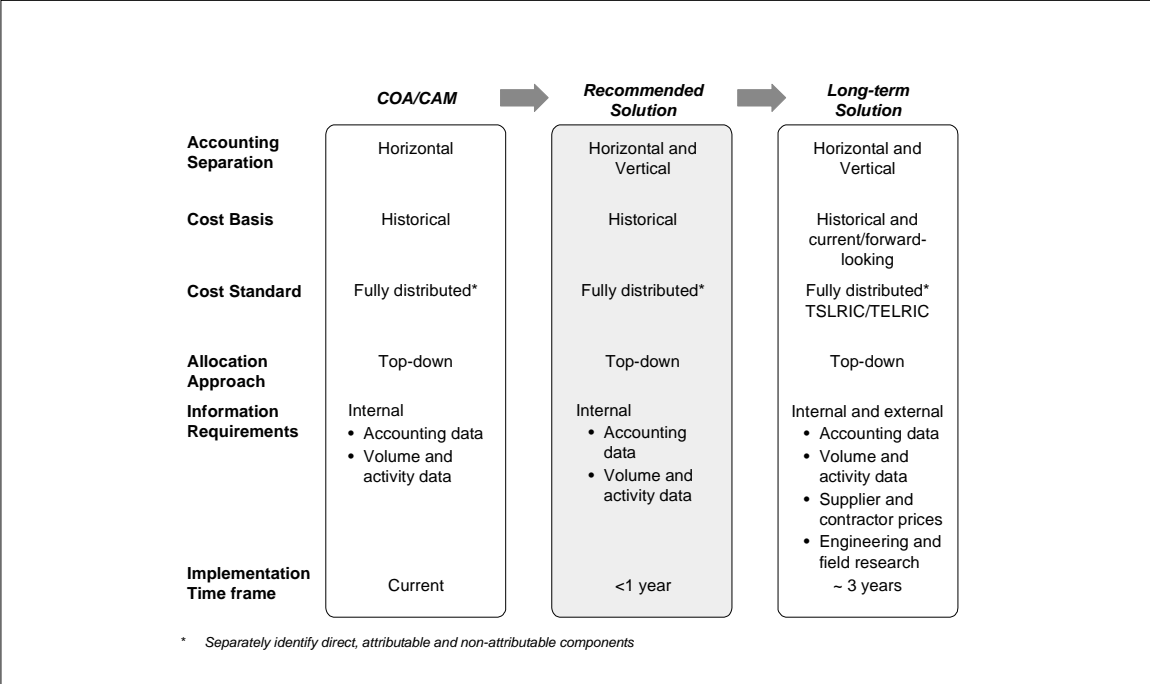 COA/CAM
Recommended
Solution
Long-term
Solution
Accounting
Separation
Horizontal
Horizontal and
Vertical
Horizontal and
Vertical
Cost Basis
Historical
Historical
Historical and
current/forward-
looking
Cost Standard
Fully distributed*
Fully distributed*
Fully distributed*
TSLRIC/TELRIC
Allocation
Approach
Top-down
Top-down
Top-down
Information
Requirements
Internal
• Accounting data
• Volume and
activity data
Internal
• Accounting
data
• Volume and
activity data
Internal and external
• Accounting data
• Volume and
activity data
• Supplier and
contractor prices
• Engineering and
field research
Implementation
Time frame
Current
<1 year
~ 3 years
* Separately identify direct, attributable and non-attributable components